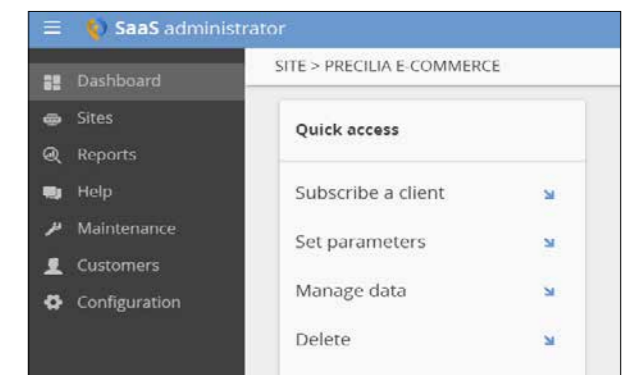 SaaS administrator
SITE > PRECILIA E-COMMERCE
Dashboard
Sites
Reports
Help
Maintenance
Customers
Configuration
Quick access
Subscribe a client
Set parameters
Manage data
Delete